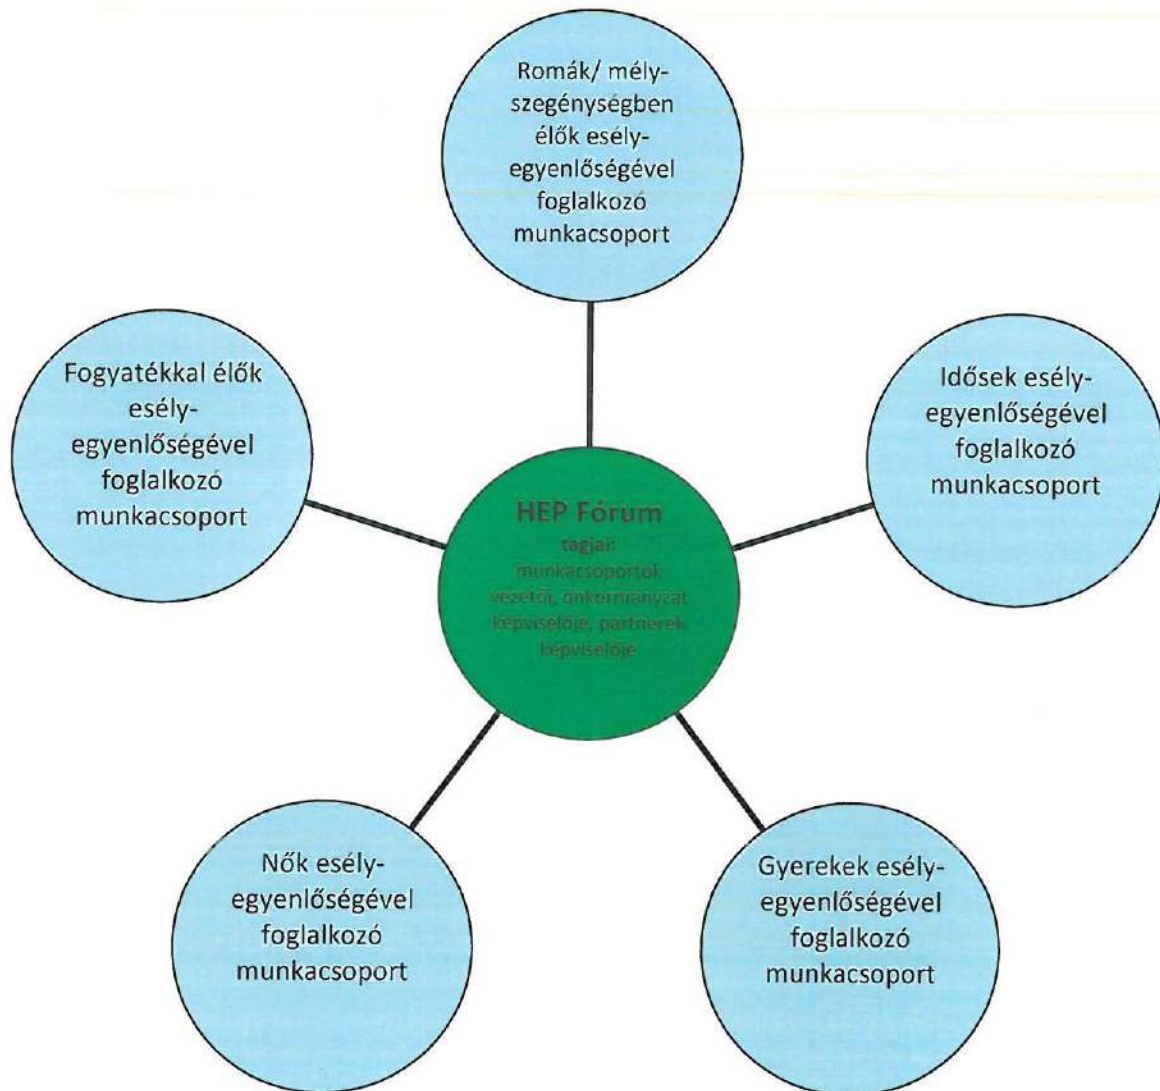 Romák/ mély-
szegénységben
élők esély-
egyenlőségével
foglalkozó
munkacsoport
Fogyatékkal élők
esély-
egyenlőségével
foglalkozó
munkacsoport
Idősek esély-
egyenlőségével
foglalkozó
munkacsoport
HEP Fórum
tagjai:
munkacsoportok
vezetői, önkormányzat
képviselője, partnerek
képviselője
Nők esély-
egyenlőségével
foglalkozó
munkacsoport
Gyerekek esély-
egyenlőségével
foglalkozó
munkacsoport